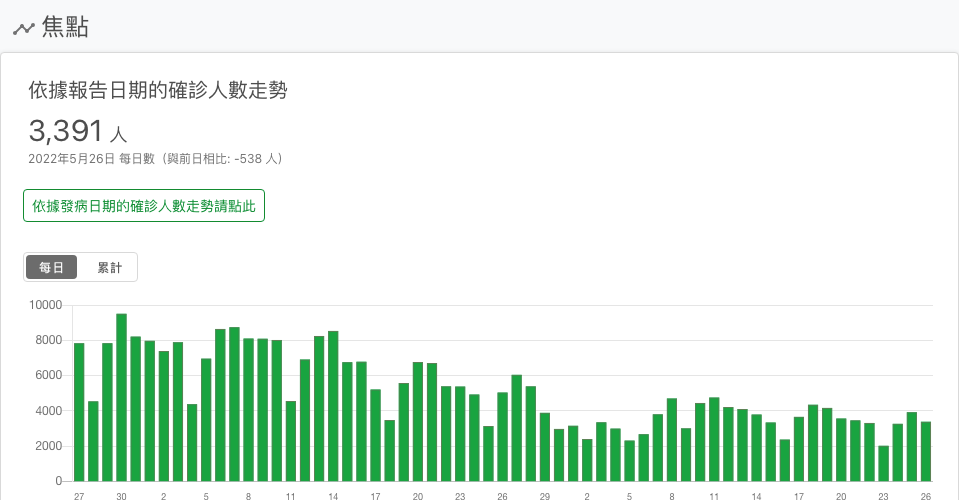 焦點
依據報告日期的確診人數走勢
3,391 人
2022年5月26日 每日數（與前日相比: -538 人）
依據發病日期的確診人數走勢請點此
每日 累計
10000
8000
6000
4000
2000
0
27 30 2 5 8 11 14 17 20 23 26 29 2 5 8 11 14 17 20 23 26